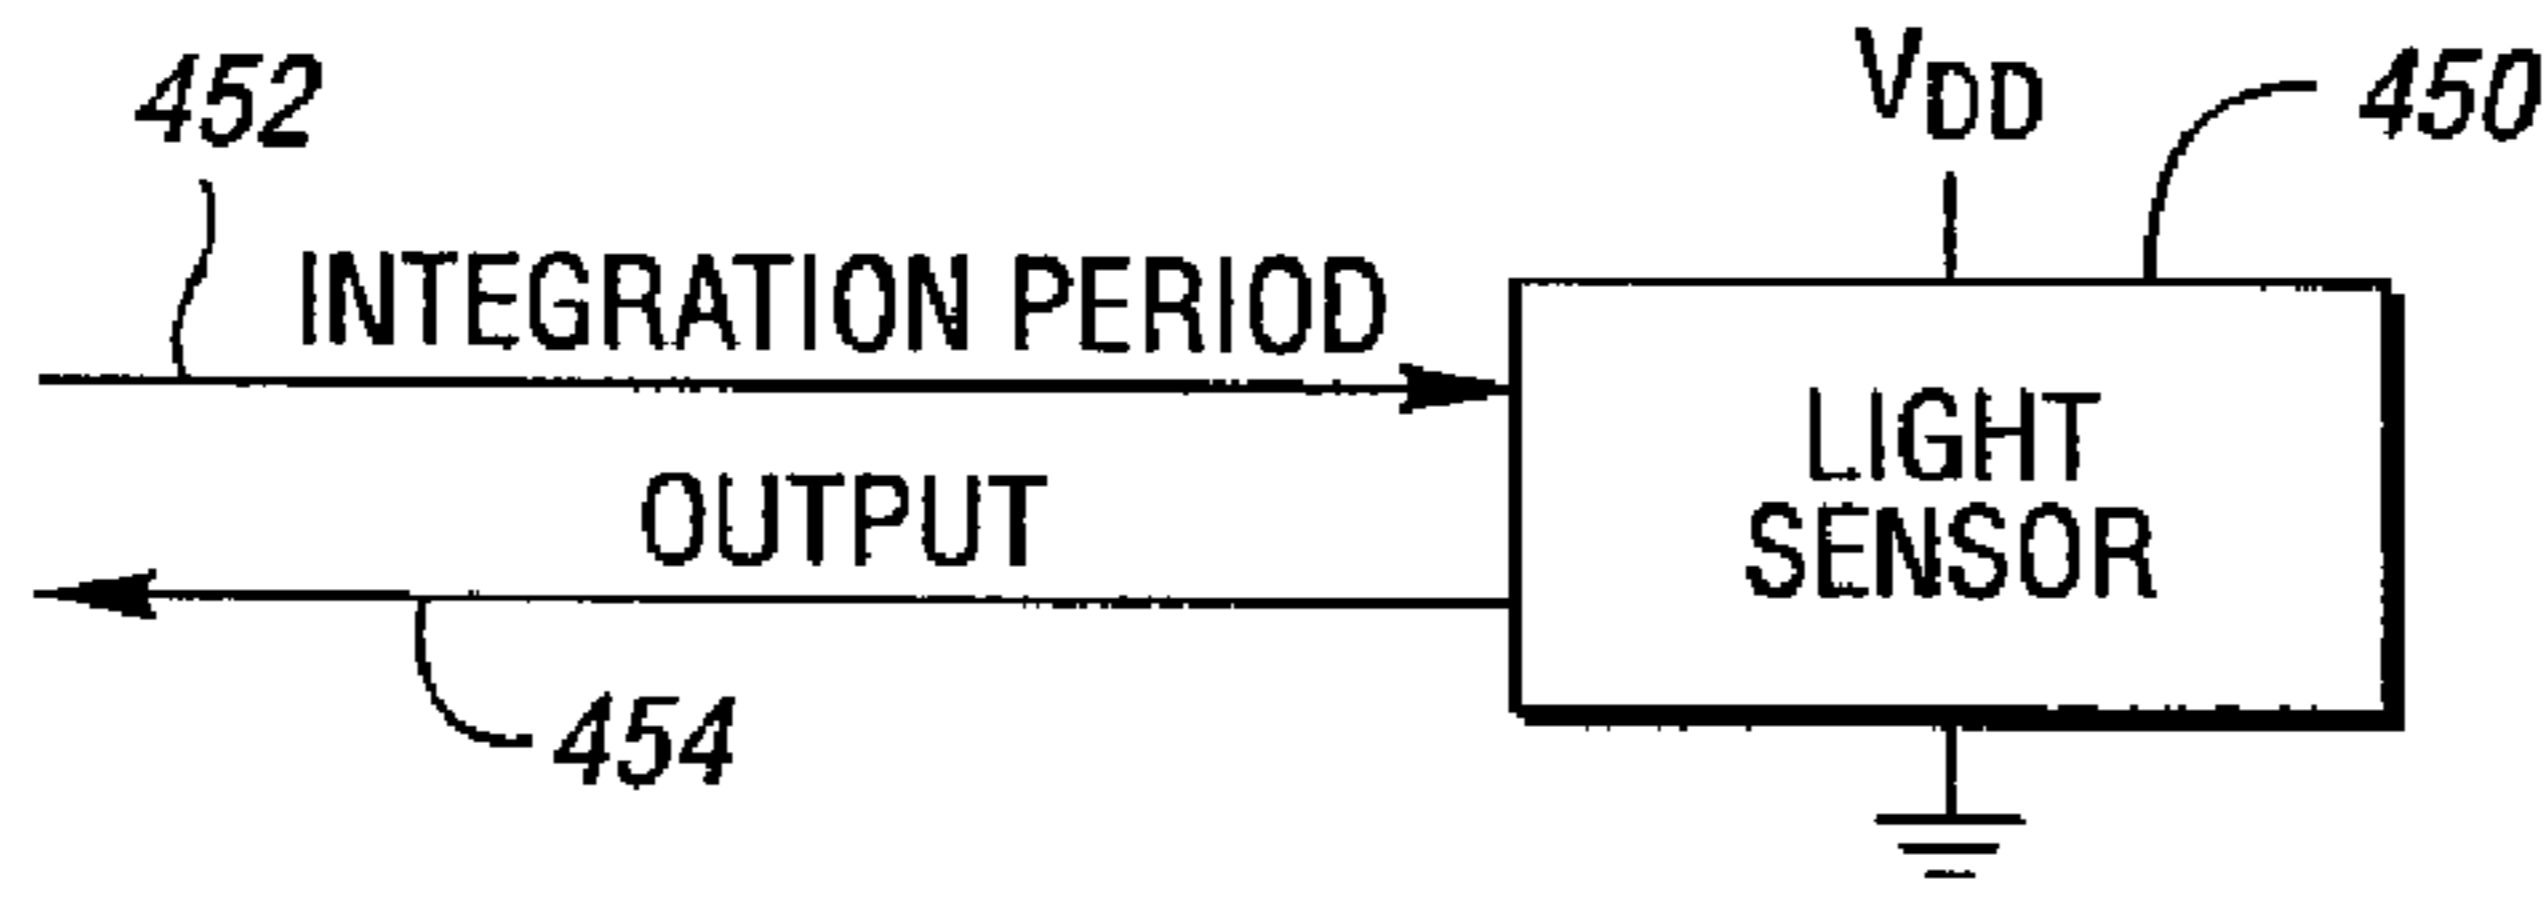 452
VDD
450
INTEGRATION PERIOD
LIGHT
SENSOR
OUTPUT
454